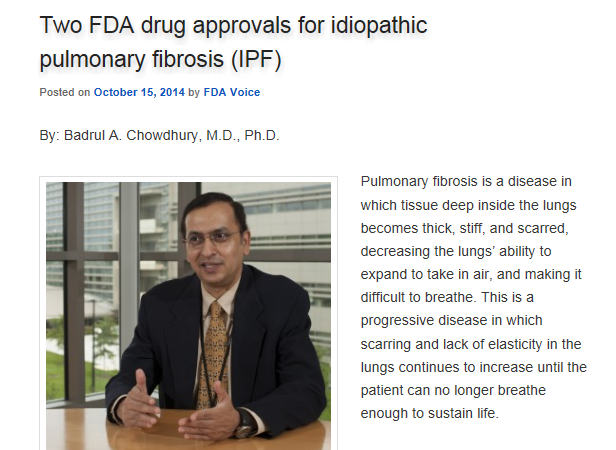 Two FDA drug approvals for idiopathic
pulmonary fibrosis (IPF)
Posted on October 15, 2014 by FDA Voice
By: Badrul A. Chowdhury, M.D., Ph.D.
Pulmonary fibrosis is a disease in
which tissue deep inside the lungs
becomes thick, stiff, and scarred,
decreasing the lungs’ ability to
expand to take in air, and making it
difficult to breathe. This is a
progressive disease in which
scarring and lack of elasticity in the
lungs continues to increase until the
patient can no longer breathe
enough to sustain life.